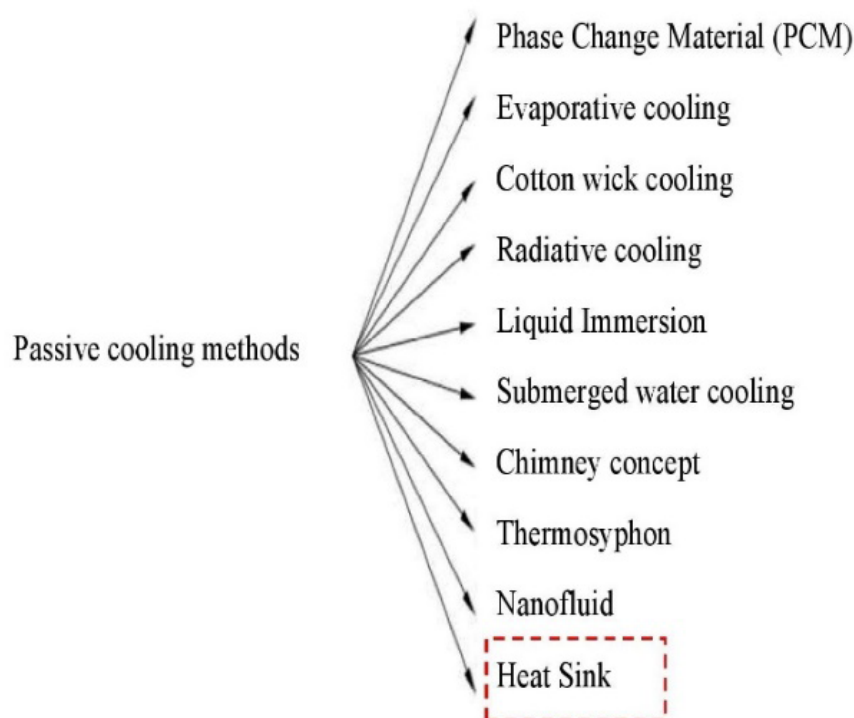 Phase Change Material (PCM)
Evaporative cooling
Cotton wick cooling
Radiative cooling
Liquid Immersion
Passive cooling methods
Submerged water cooling
Chimney concept
Thermosyphon
Nanofluid
Heat Sink